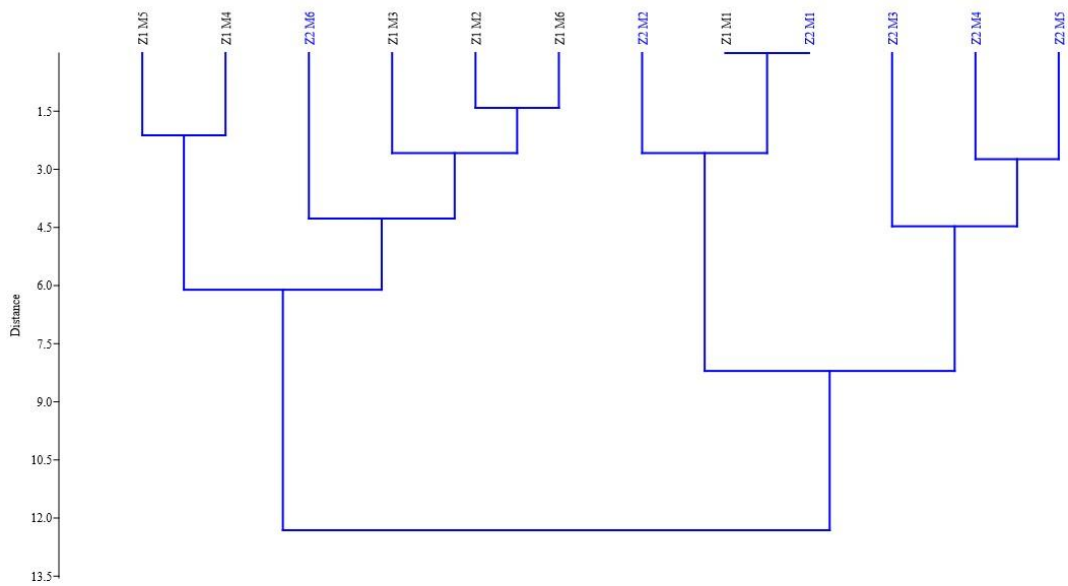 Z1 M5
Z1 M4
Z2 M6
Z1 M3
Z1 M2
Z1 M6
Z2 M2
Z1 M1
Z2 M1
Z2 M3
Z2 M4
Z2 M5
1.5
3.0
4.5
6.0
7.5
9.0
10.5
12.0
13.5
Distance